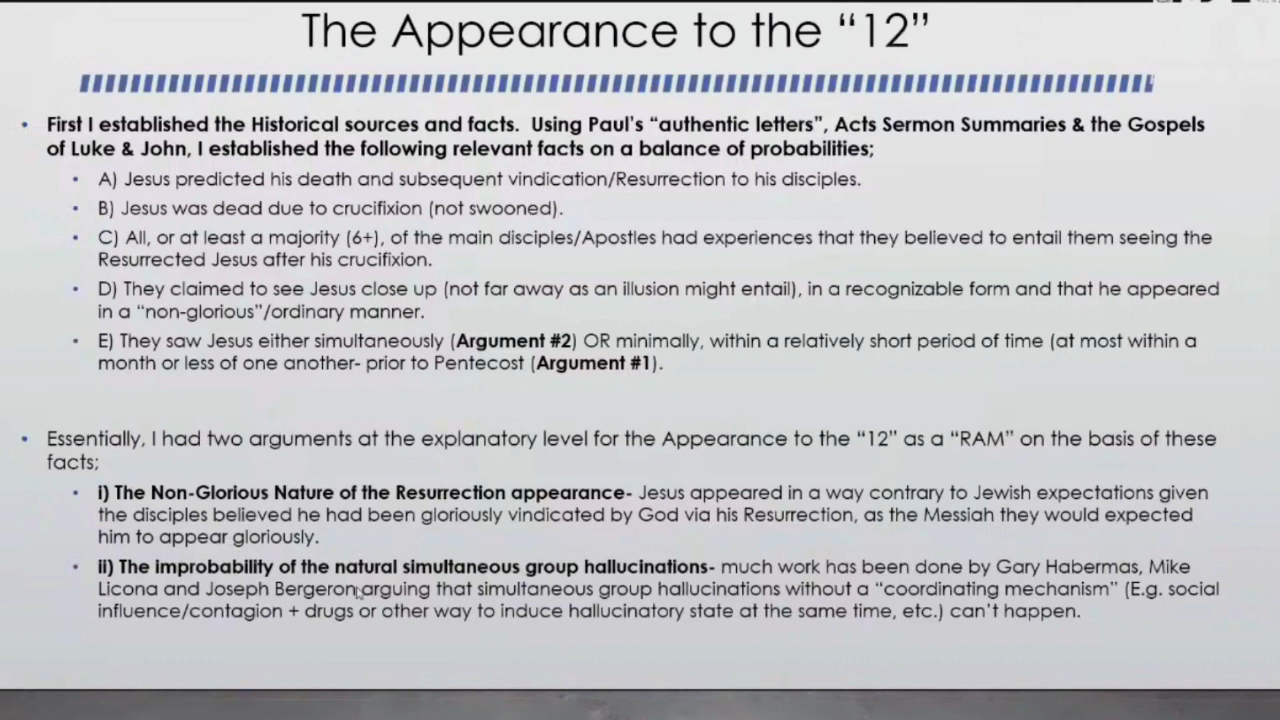 The Appearance to the “12”
• First I established the Historical sources and facts. Using Paul’s “authentic letters”, Acts Sermon Summaries & the Gospels
of Luke & John, I established the following relevant facts on a balance of probabilities;
• A) Jesus predicted his death and subsequent vindication/Resurrection to his disciples.
• B) Jesus was dead due to crucifixion (not swooned).
• C) All, or at least a majority (6+), of the main disciples/Apostles had experiences that they believed to entail them seeing the
Resurrected Jesus after his crucifixion.
• D) They claimed to see Jesus close up (not far away as an illusion might entail), in a recognizable form and that he appeared
in a “non-glorious”/ordinary manner.
• E) They saw Jesus either simultaneously (Argument #2) OR minimally, within a relatively short period of time (at most within a
month or less of one another- prior to Pentecost (Argument #1).
• Essentially, I had two arguments at the explanatory level for the Appearance to the “12” as a “RAM” on the basis of these
facts;
• i) The Non-Glorious Nature of the Resurrection appearance- Jesus appeared in a way contrary to Jewish expectations given
the disciples believed he had been gloriously vindicated by God via his Resurrection, as the Messiah they would expected
him to appear gloriously.
• ii) The improbability of the natural simultaneous group hallucinations- much work has been done by Gary Habermas, Mike
Licona and Joseph Bergeron arguing that simultaneous group hallucinations without a “coordinating mechanism” (E.g. social
influence/contagion + drugs or other way to induce hallucinatory state at the same time, etc.) can’t happen.